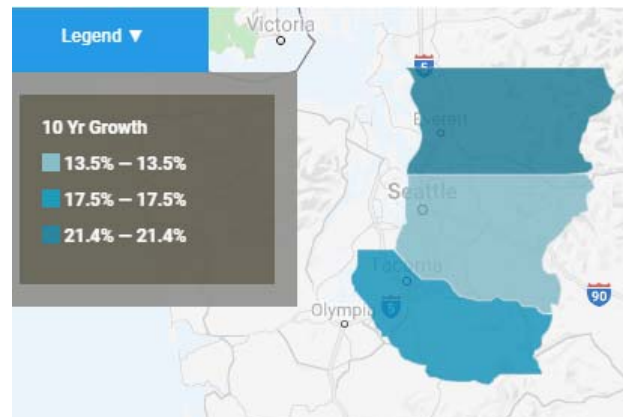 Legend ▼
Victoria
5
10 Yr Growth
Everett
13.5% — 13.5%
17.5% — 17.5%
Seattle
21.4% — 21.4%
Tacoma
90
Olympia
5